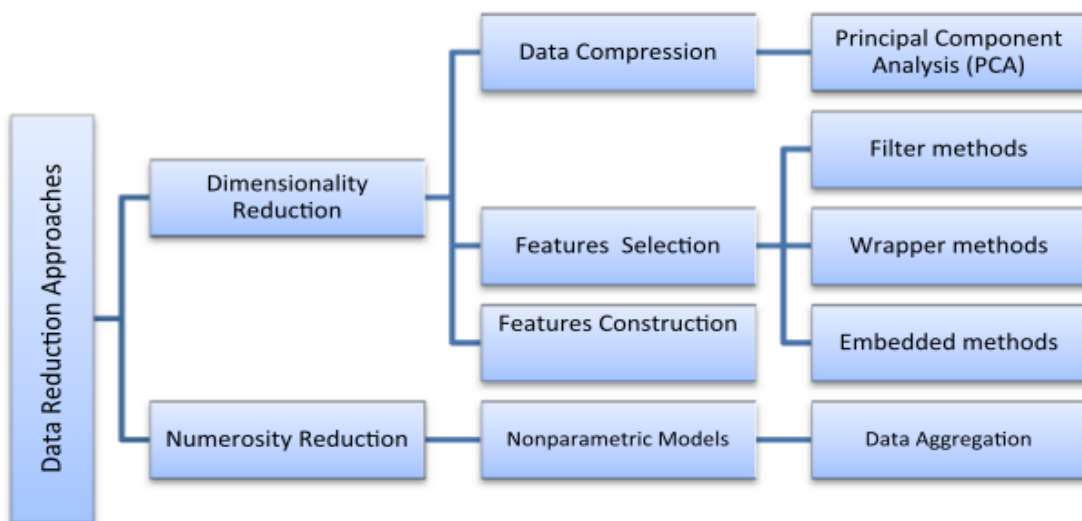 Data Reduction Approaches
Dimensionality
Reduction
Numerosity Reduction
Data Compression
Features Selection
Features Construction
Nonparametric Models
Principal Component
Analysis (PCA)
Filter methods
Wrapper methods
Embedded methods
Data Aggregation